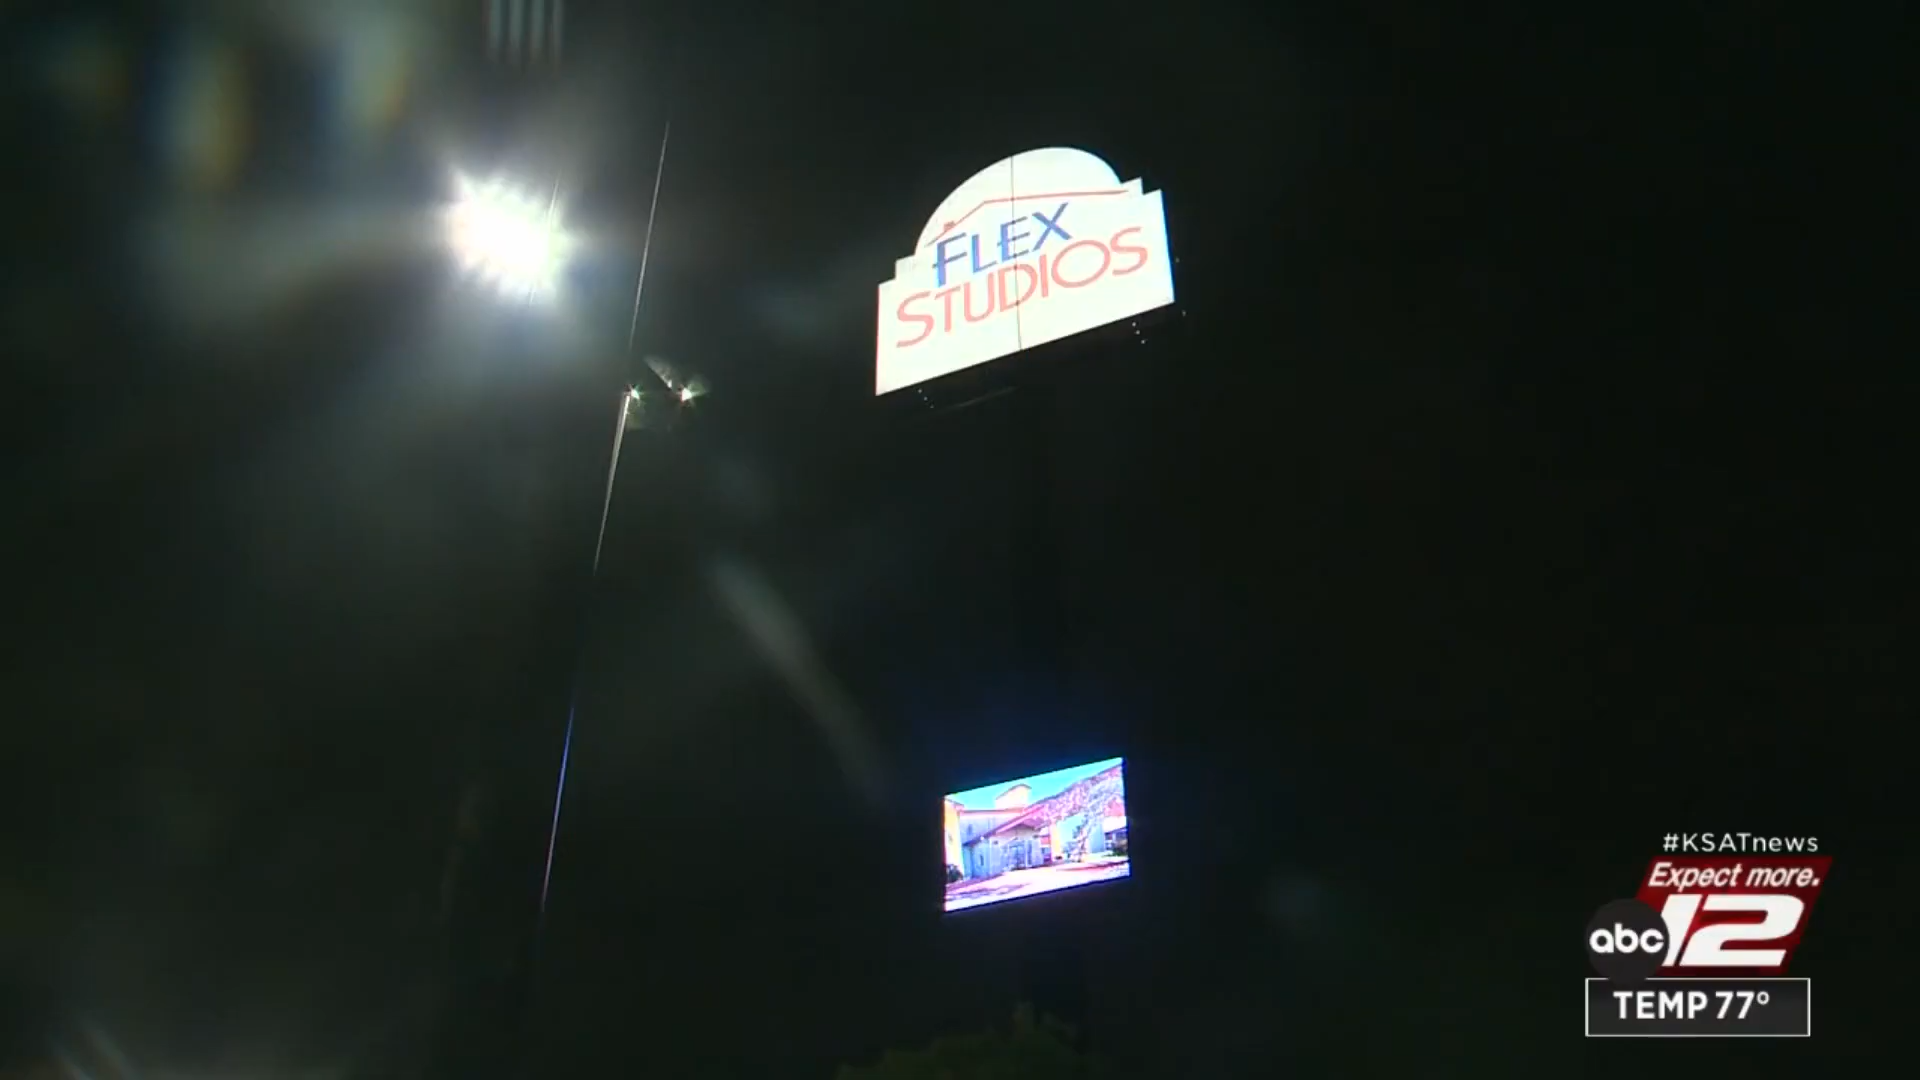 FLEX
STUDIOS
#KSATnews
Expect more.
abc 12
TEMP 77°